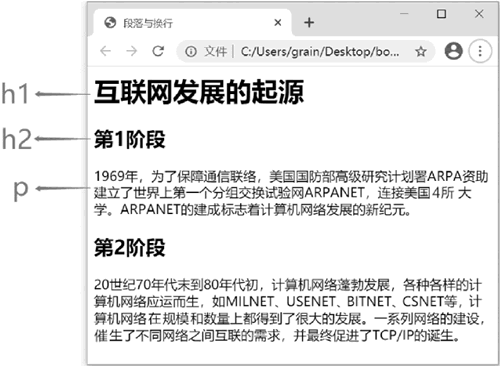 段落与换行
文件 C:/Users/grain/Desktop/bo...
h1
互联网发展的起源
h2
第1阶段
p
1969年，为了保障通信联络，美国国防部高级研究计划署ARPA资助
建立了世界上第一个分组交换试验网ARPANET，连接美国4所 大
学。ARPANET的建成标志着计算机网络发展的新纪元。
第2阶段
20世纪70年代末到80年代初，计算机网络蓬勃发展，各种各样的计
算机网络应运而生，如MILNET、USENET、BITNET、CSNET等，计
算机网络在规模和数量上都得到了很大的发展。一系列网络的建设，
催生了不同网络之间互联的需求，并最终促进了TCP/IP的诞生。